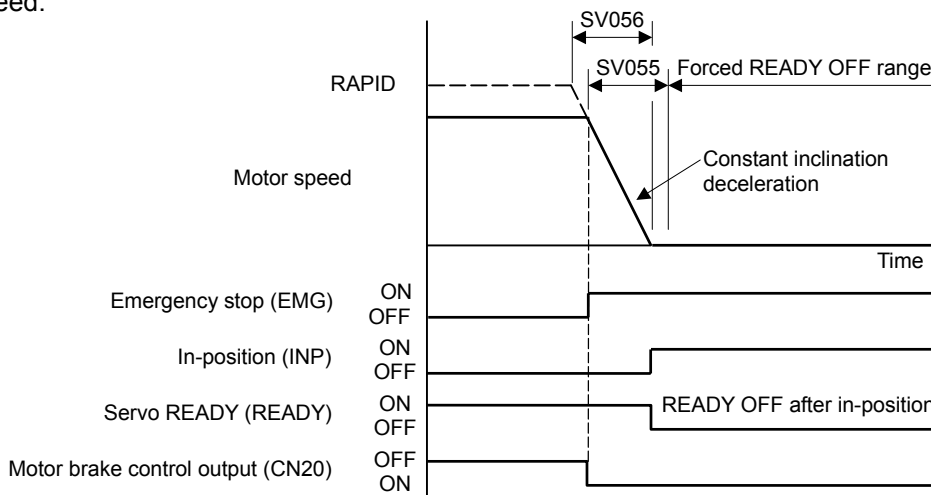 eed.
SV056
RAPID
SV055
Forced READY OFF range
Motor speed
Constant inclination
deceleration
Time
Emergency stop (EMG)
ON
OFF
In-position (INP)
ON
OFF
Servo READY (READY)
ON
OFF
READY OFF after in-position
Motor brake control output (CN20)
OFF
ON